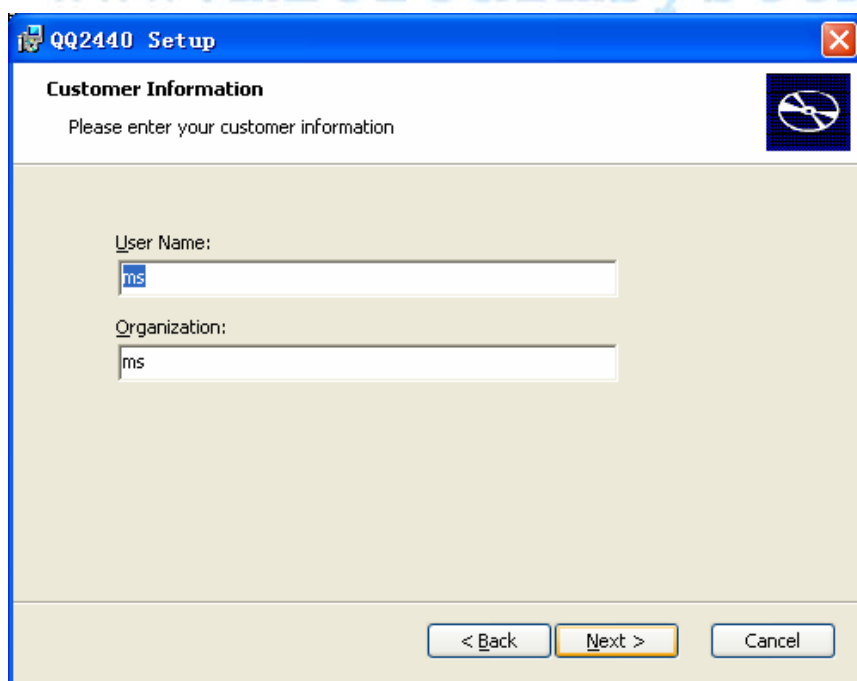 QQ2440 Setup
Customer Information
Please enter your customer information
User Name:
ms
Organization:
ms
< Back
Next >
Cancel